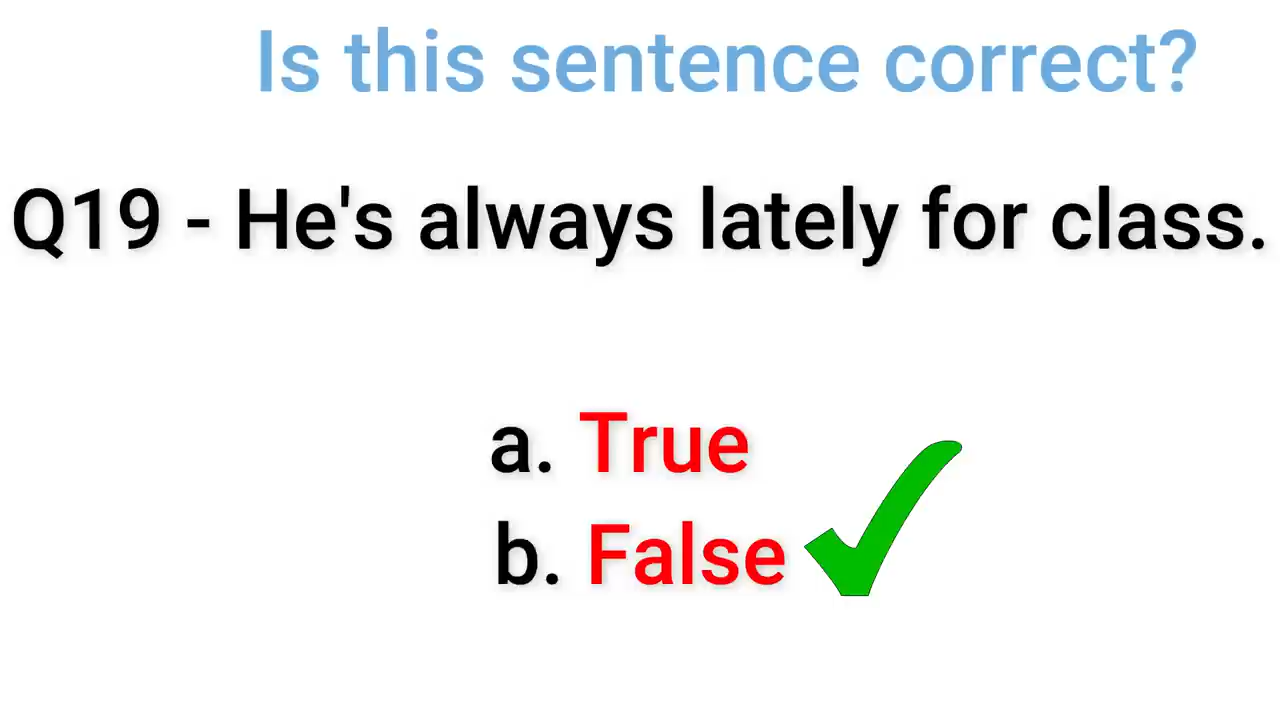 Is this sentence correct?
Q19 - He's always lately for class.
a. True
b. False